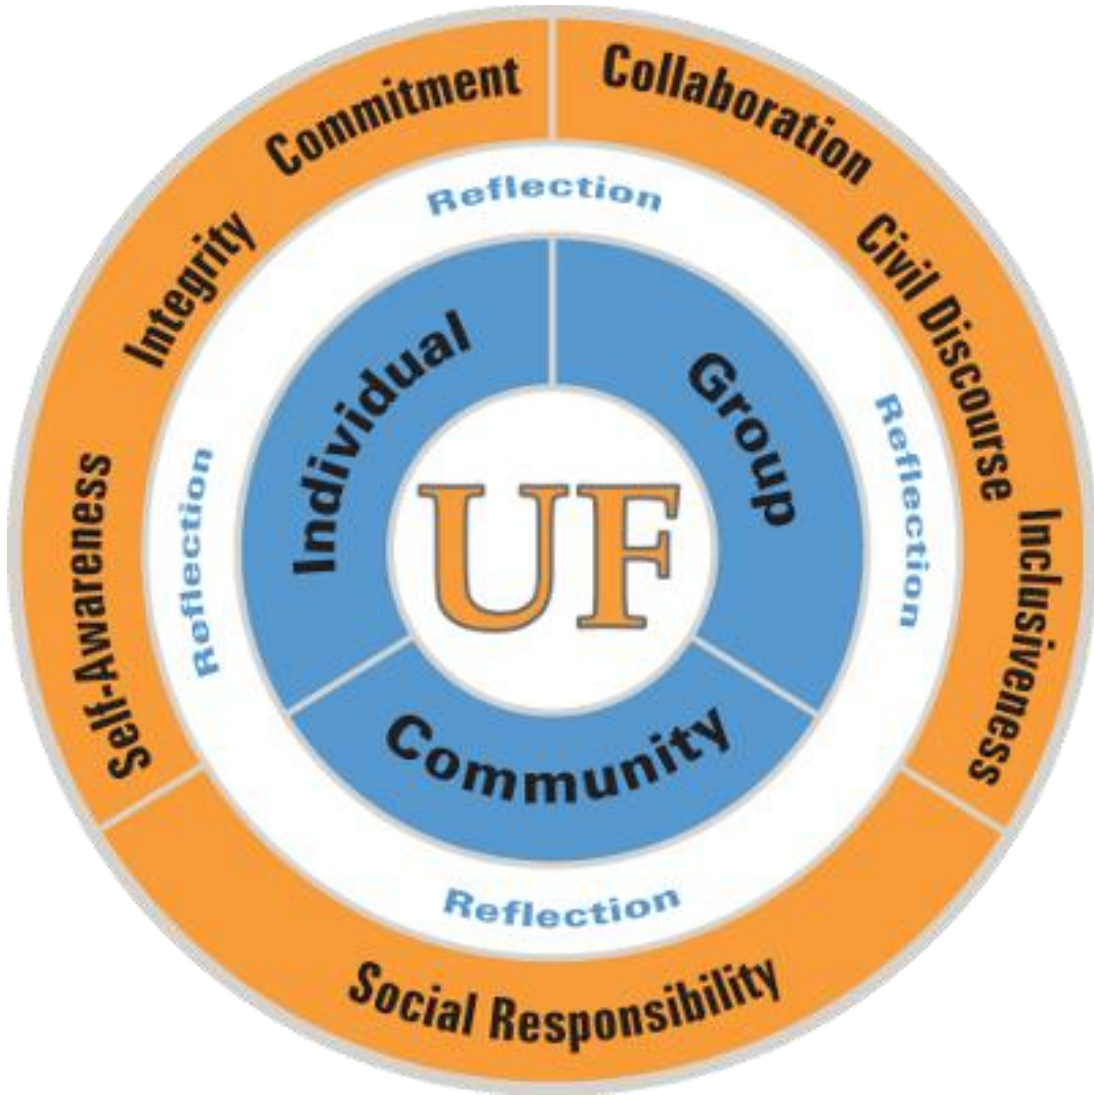 Commitment
Collaboration
Integrity
Civil Discourse
Self-Awareness
Inclusiveness
Social Responsibility
Reflection
Reflection
Reflection
Reflection
Individual
Group
Community
UF